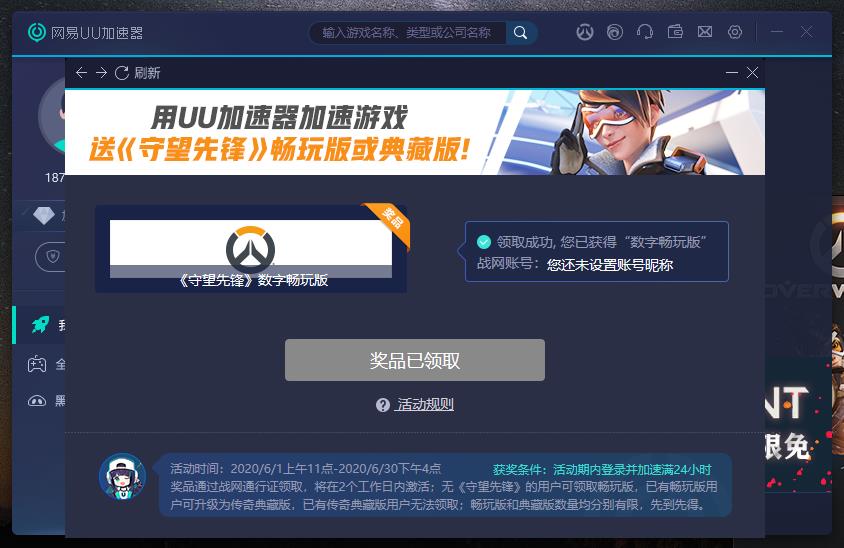 网易UU加速器
输入游戏名称、类型或公司名称
刷新
用UU加速器加速游戏
送《守望先锋》畅玩版或典藏版!
187
奖品
《守望先锋》数字畅玩版
领取成功, 您已获得“数字畅玩版”
战网账号：您还未设置账号昵称
奖品已领取
? 活动规则
活动时间：2020/6/1上午11点-2020/6/30下午4点
获奖条件：活动期内登录并加速满24小时
奖品通过战网通行证领取，将在2个工作日内激活；无《守望先锋》的用户可领取畅玩版，已有畅玩版用
户可升级为传奇典藏版，已有传奇典藏版用户无法领取；畅玩版和典藏版数量均分别有限，先到先得。
全
黑
NT
限免